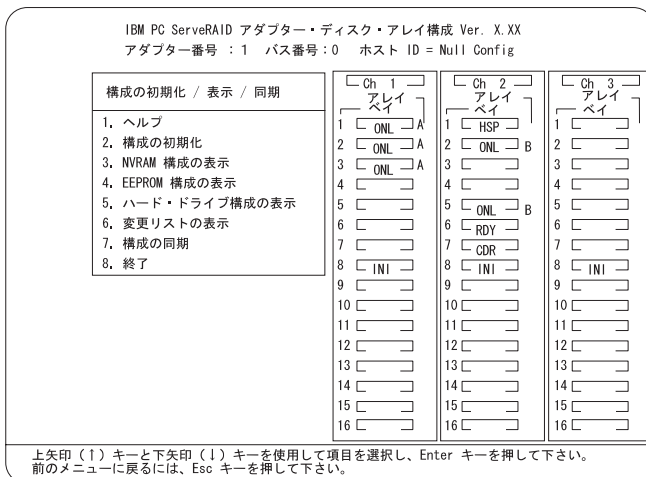 IBM PC ServeRAID アダプター・ディスク・アレイ構成 Ver. X.XX
アダプター番号 : 1 バス番号:0 ホスト ID = Null Config
構成の初期化 / 表示 / 同期
1. ヘルプ
2. 構成の初期化
3. NVRAM 構成の表示
4. EEPROM 構成の表示
5. ハード・ドライブ構成の表示
6. 変更リストの表示
7. 構成の同期
8. 終了
Ch 1
アレイ
ベイ
1 ONL A
2 ONL A
3 ONL A
4
5
6
7
8 INI
9
10
11
12
13
14
15
16
Ch 2
アレイ
ベイ
1 HSP
2 ONL B
3
4
5 ONL B
6 RDY
7 CDR
8 INI
9
10
11
12
13
14
15
16
Ch 3
アレイ
ベイ
1
2
3
4
5
6
7
8 INI
9
10
11
12
13
14
15
16
上矢印 (↑) キーと下矢印 (↓) キーを使用して項目を選択し、Enter キーを押して下さい。
前のメニューに戻るには、Esc キーを押して下さい。